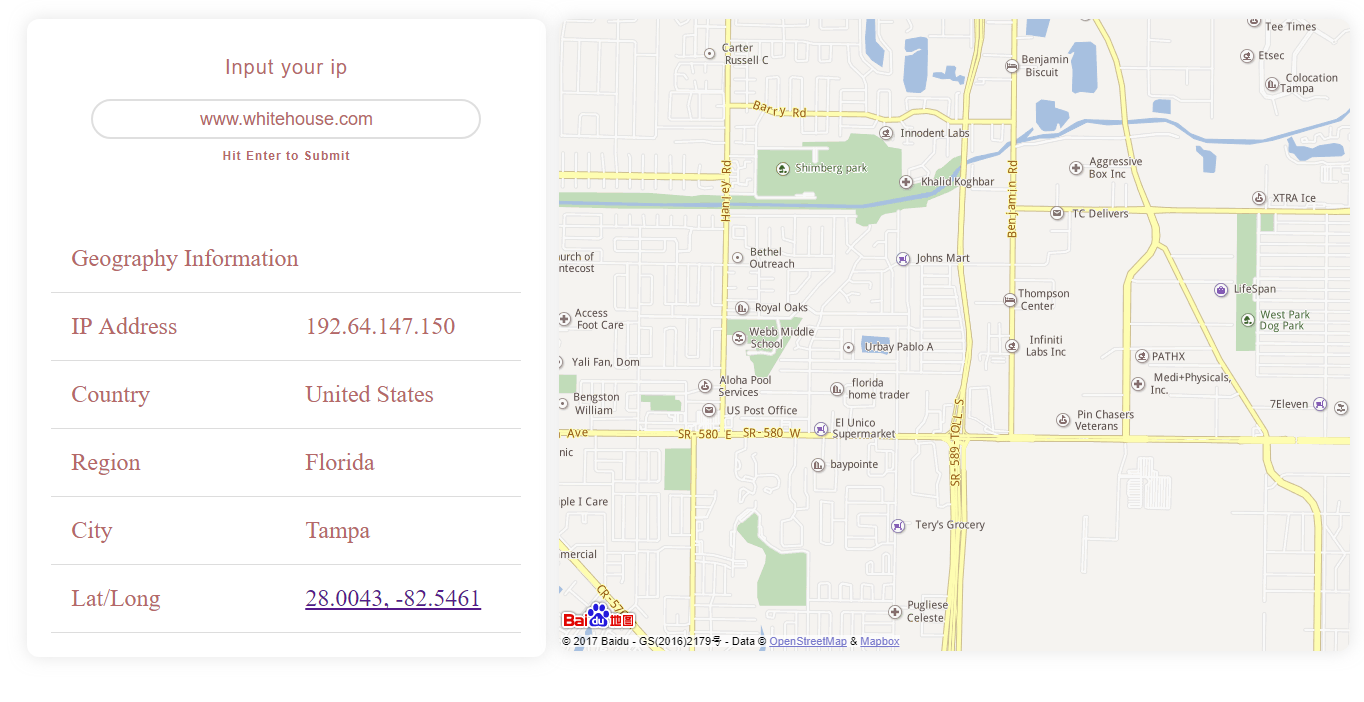 Input your ip
www.whitehouse.com
Hit Enter to Submit
Geography Information
IP Address 192.64.147.150
Country United States
Region Florida
City Tampa
Lat/Long 28.0043, -82.5461
Carter
Russell C
Barry Rd
Benjamin
Biscuit
Tee Times
Etsec
Colocation
Tampa
Innodent Labs
Shimberg park
Khalid Koghbar
Hanley Rd
Benjamin Rd
Aggressive
Box Inc
XTRA Ice
TC Delivers
urch of
ntecost
Bethel
Outreach
Johns Mart
LifeSpan
Thompson
Center
Royal Oaks
Access
Foot Care
Webb Middle
School
West Park
Dog Park
Urbay Pablo A
Infiniti
Labs Inc
PATHX
Yali Fan, Dom
Aloha Pool
Services
florida
home trader
Medi+Physicals,
Inc.
Bengston
William
US Post Office
7Eleven
Pin Chasers
Veterans
El Unico
Supermarket
Ave
SR-580 E
SR-580 W
SR-589-TOLL S
nic
baypointe
ple I Care
Tery's Grocery
mercial
CR-576
Pugliese
Celeste
Bai du 地图
© 2017 Baidu - GS(2016)2179号 - Data © OpenStreetMap & Mapbox